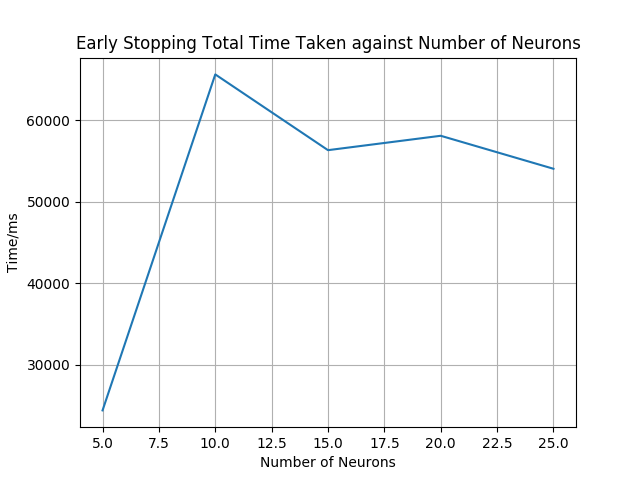 Early Stopping Total Time Taken against Number of Neurons
60000
50000
40000
30000
Time/ms
5.0 7.5 10.0 12.5 15.0 17.5 20.0 22.5 25.0
Number of Neurons